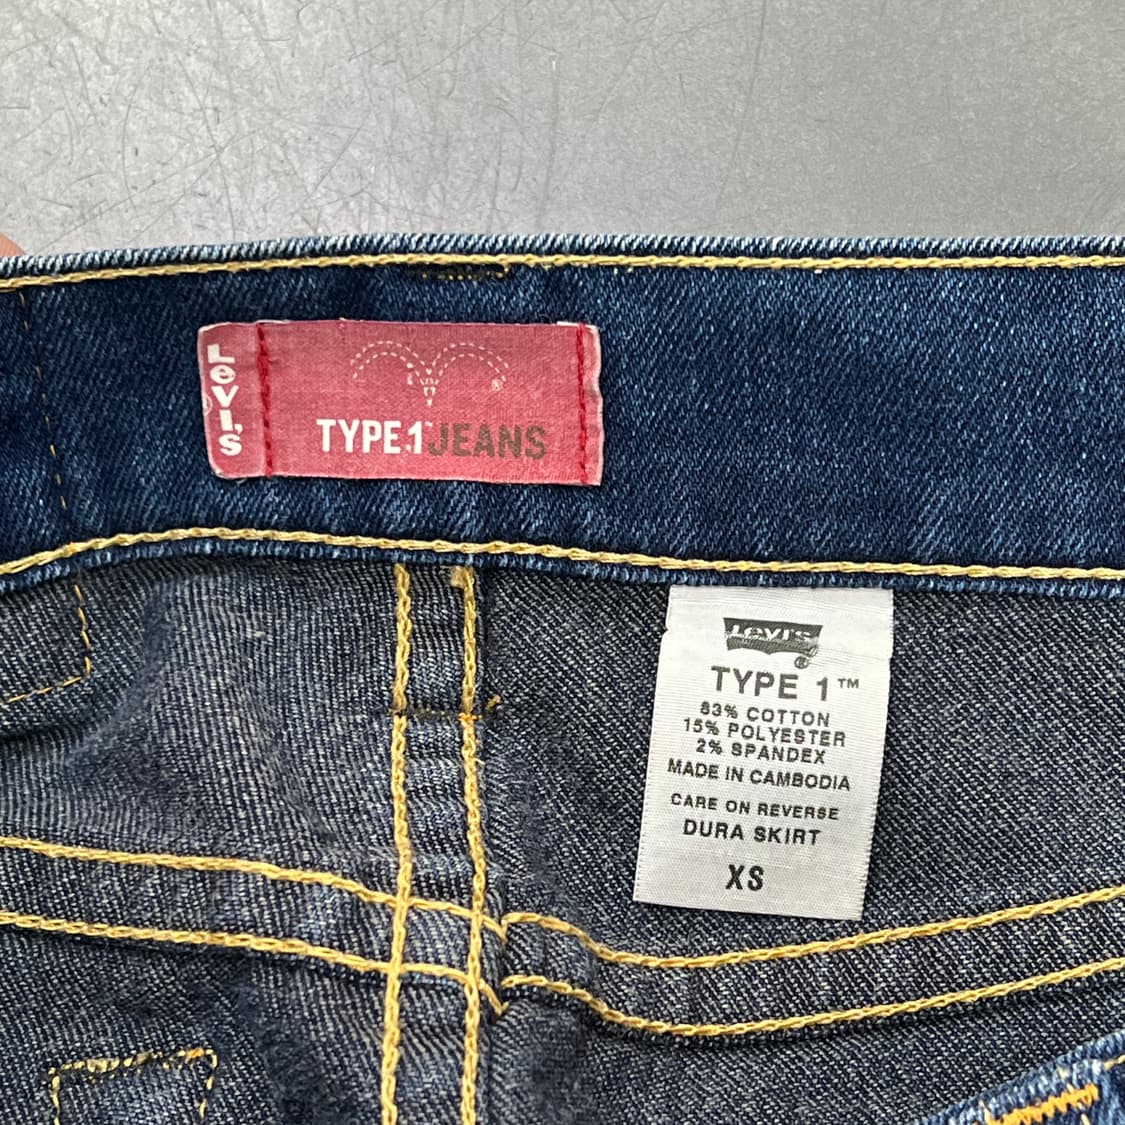 Levi's
TYPE 1™ JEANS
®
Levi's
®
TYPE 1™
83% COTTON
15% POLYESTER
2% SPANDEX
MADE IN CAMBODIA
CARE ON REVERSE
DURA SKIRT
XS